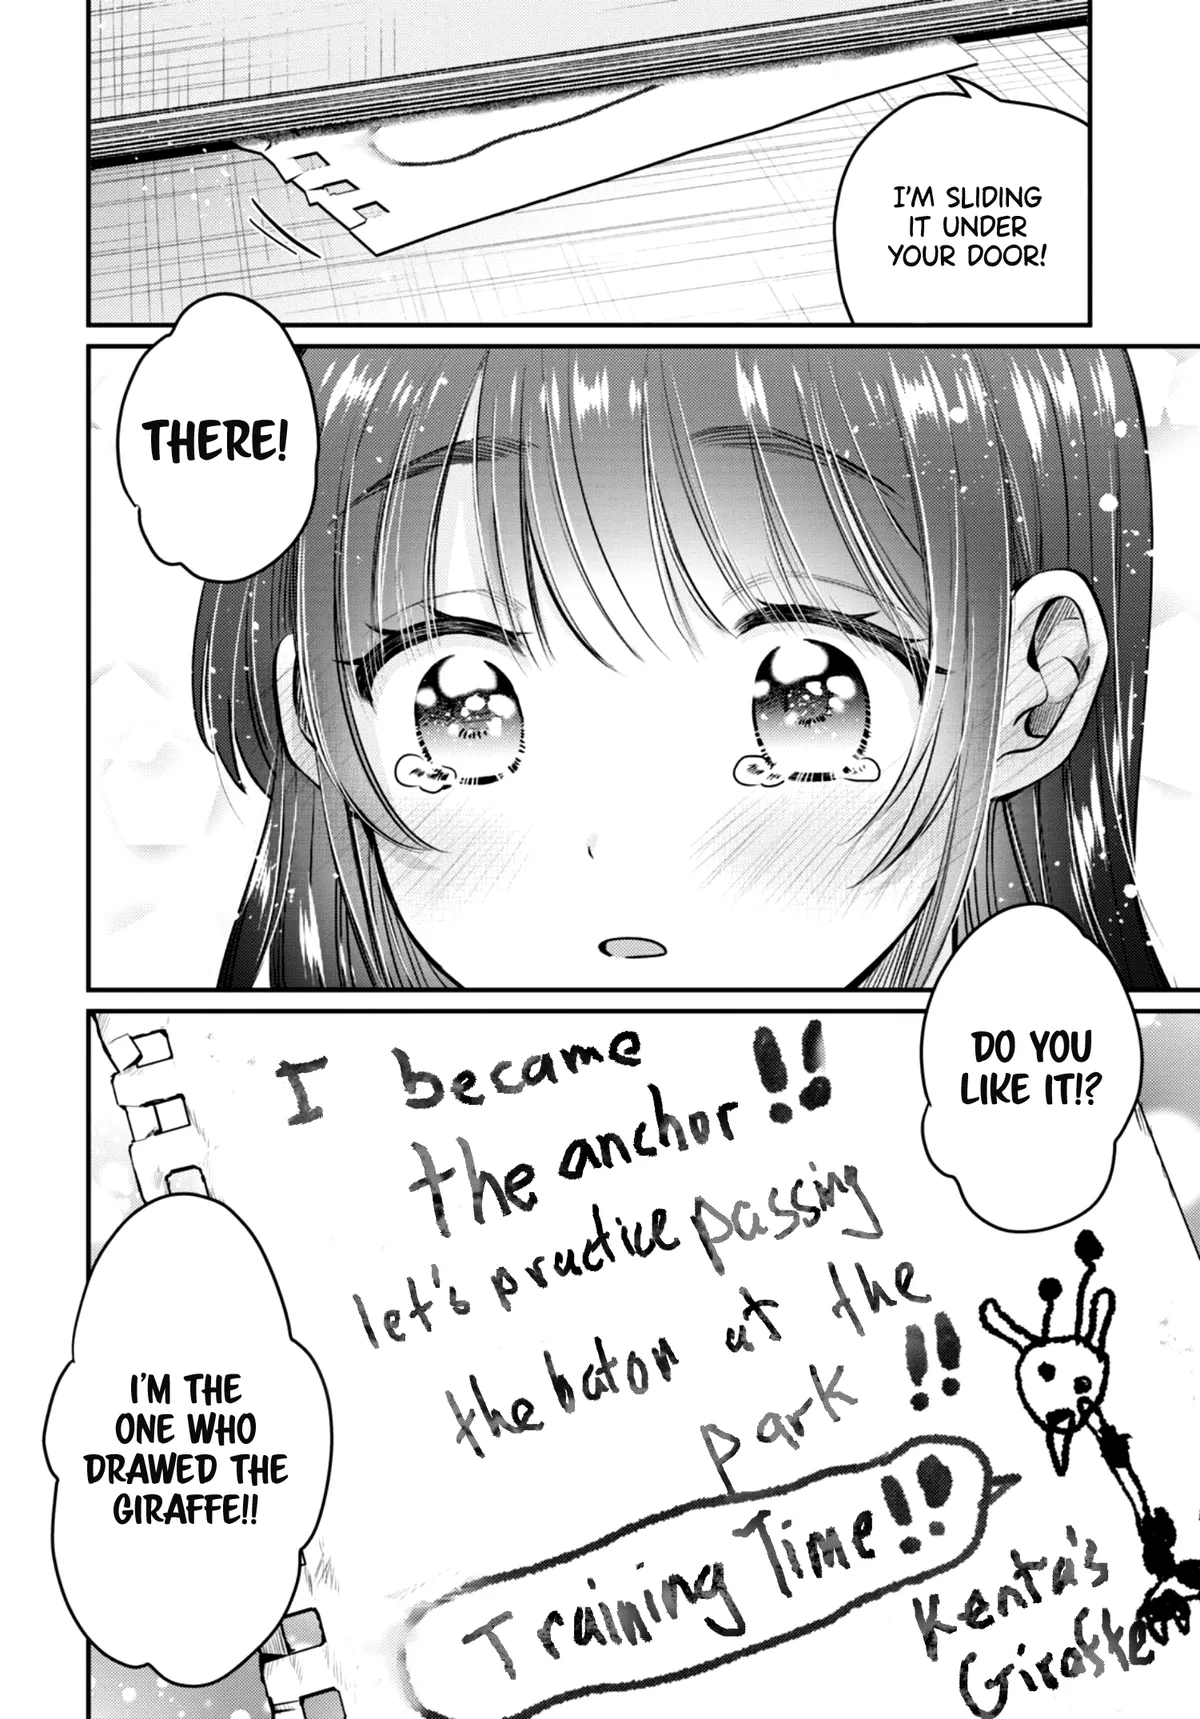 I'M SLIDING
IT UNDER
YOUR DOOR!
THERE!
DO YOU
LIKE IT!?
I became
the anchor!!
let's practice passing
the baton at the
park!!
Training Time!!
Kenta's
Giraffe
I'M THE
ONE WHO
DRAWED THE
GIRAFFE!!